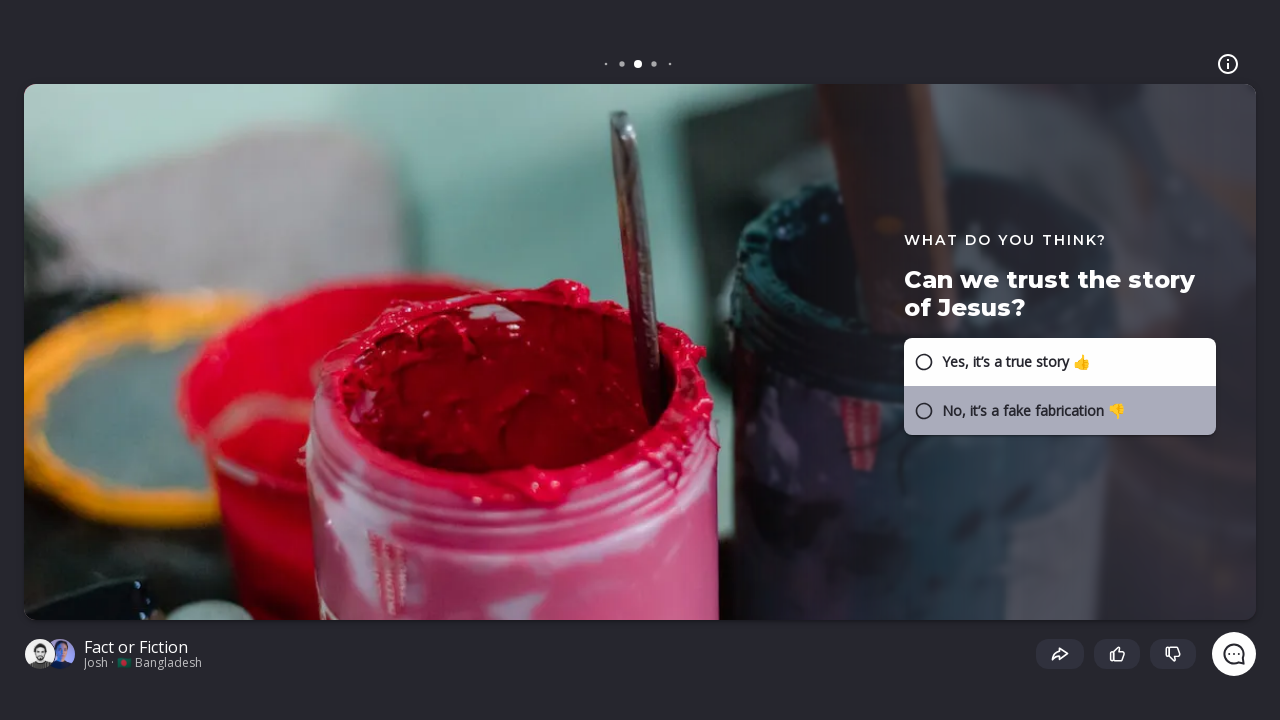 WHAT DO YOU THINK?
Can we trust the story
of Jesus?
Yes, it’s a true story 👍
No, it’s a fake fabrication 👎
Fact or Fiction
Josh · 🇧🇩 Bangladesh